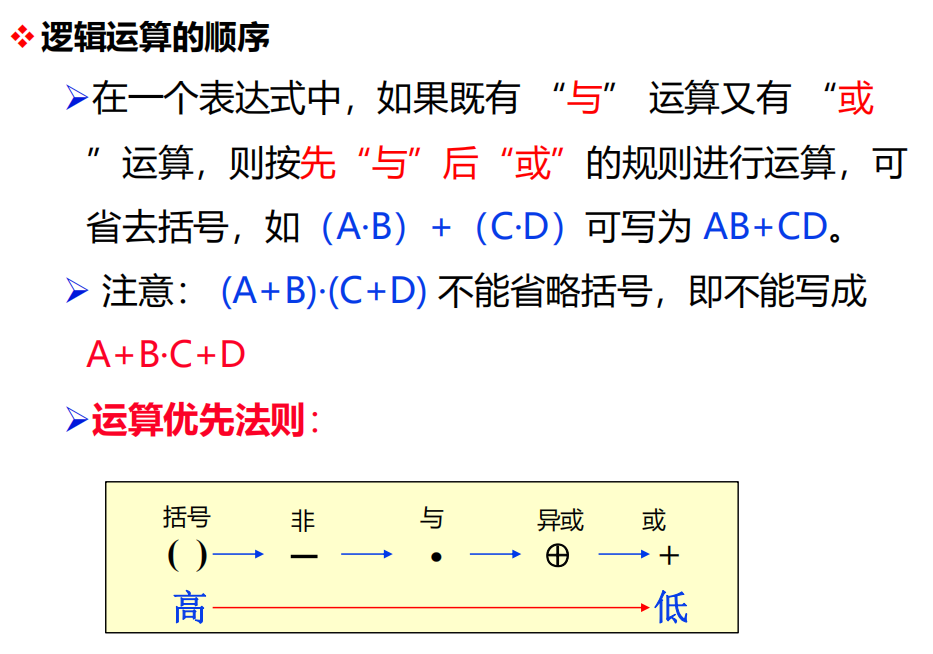 ❖逻辑运算的顺序
➢在一个表达式中，如果既有 “与” 运算又有 “或
” 运算，则按先 “与” 后 “或” 的规则进行运算，可
省去括号，如（A·B）+（C·D）可写为 AB+CD。
➢ 注意： (A+B)·(C+D) 不能省略括号，即不能写成
A+B·C+D
➢运算优先法则：
括号 非 与 异或 或
( ) → — → • → ⊕ → +
高 → 低